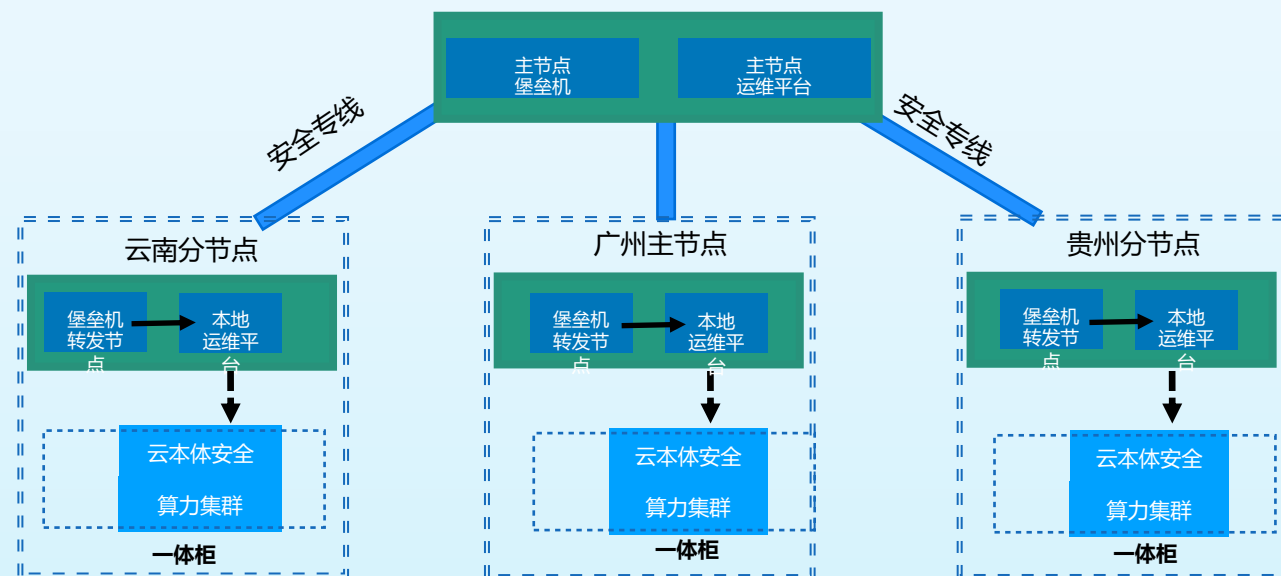 主节点
堡垒机
主节点
运维平台
安全专线
安全专线
云南分节点
堡垒机
转发节
点
本地
运维平
台
云本体安全
算力集群
一体柜
广州主节点
堡垒机
转发节
点
本地
运维平
台
云本体安全
算力集群
一体柜
贵州分节点
堡垒机
转发节
点
本地
运维平
台
云本体安全
算力集群
一体柜